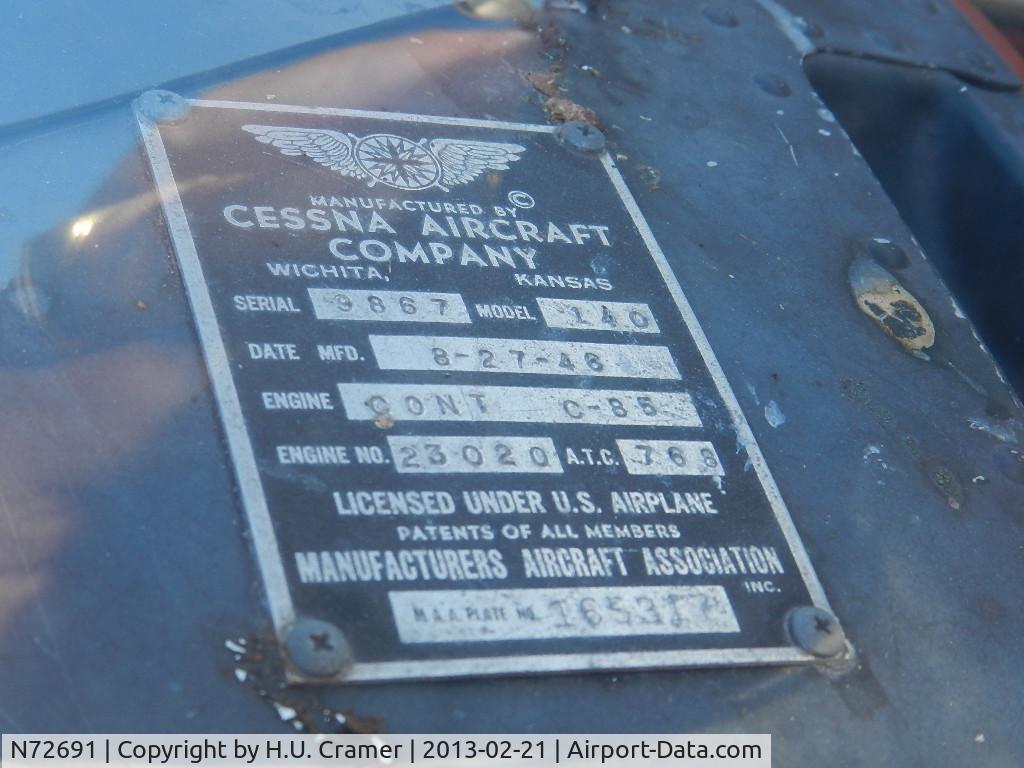 MANUFACTURED BY ©
CESSNA AIRCRAFT
COMPANY
WICHITA, KANSAS
SERIAL 9867 MODEL 140
DATE MFD. 8-27-46
ENGINE CONT C-85
ENGINE NO. 23020 A.T.C. 768
LICENSED UNDER U.S. AIRPLANE
PATENTS OF ALL MEMBERS
MANUFACTURERS AIRCRAFT ASSOCIATION
INC.
M.A.A. PLATE NO. 165317
N72691 | Copyright by H.U. Cramer | 2013-02-21 | Airport-Data.com